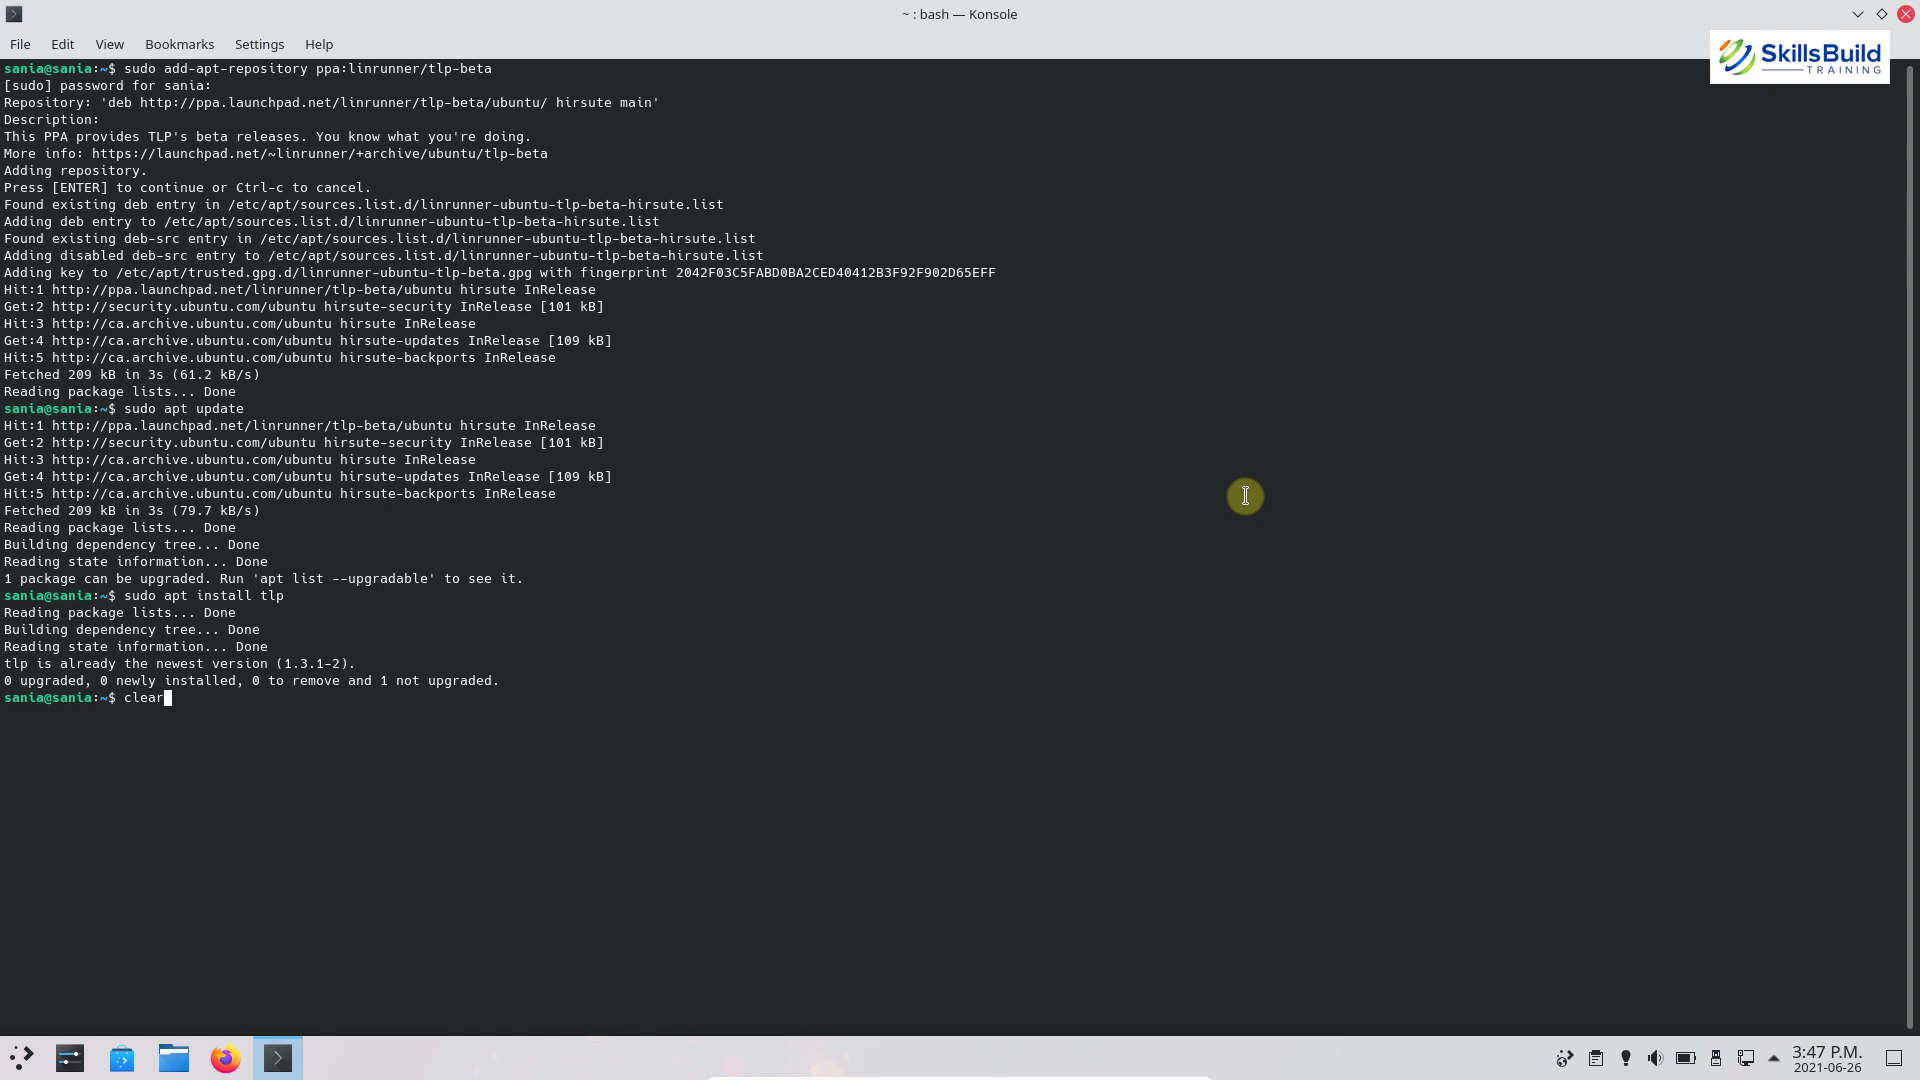 ~ : bash — Konsole
File Edit View Bookmarks Settings Help
SkillsBuild
TRAINING
sania@sania:~$ sudo add-apt-repository ppa:linrunner/tlp-beta
[sudo] password for sania:
Repository: 'deb http://ppa.launchpad.net/linrunner/tlp-beta/ubuntu/ hirsute main'
Description:
This PPA provides TLP's beta releases. You know what you're doing.
More info: https://launchpad.net/~linrunner/+archive/ubuntu/tlp-beta
Adding repository.
Press [ENTER] to continue or Ctrl-c to cancel.
Found existing deb entry in /etc/apt/sources.list.d/linrunner-ubuntu-tlp-beta-hirsute.list
Adding deb entry to /etc/apt/sources.list.d/linrunner-ubuntu-tlp-beta-hirsute.list
Found existing deb-src entry in /etc/apt/sources.list.d/linrunner-ubuntu-tlp-beta-hirsute.list
Adding disabled deb-src entry to /etc/apt/sources.list.d/linrunner-ubuntu-tlp-beta-hirsute.list
Adding key to /etc/apt/trusted.gpg.d/linrunner-ubuntu-tlp-beta.gpg with fingerprint 2042F03C5FABD0BA2CED40412B3F92F902D65EFF
Hit:1 http://ppa.launchpad.net/linrunner/tlp-beta/ubuntu hirsute InRelease
Get:2 http://security.ubuntu.com/ubuntu hirsute-security InRelease [101 kB]
Hit:3 http://ca.archive.ubuntu.com/ubuntu hirsute InRelease
Get:4 http://ca.archive.ubuntu.com/ubuntu hirsute-updates InRelease [109 kB]
Hit:5 http://ca.archive.ubuntu.com/ubuntu hirsute-backports InRelease
Fetched 209 kB in 3s (61.2 kB/s)
Reading package lists... Done
sania@sania:~$ sudo apt update
Hit:1 http://ppa.launchpad.net/linrunner/tlp-beta/ubuntu hirsute InRelease
Get:2 http://security.ubuntu.com/ubuntu hirsute-security InRelease [101 kB]
Hit:3 http://ca.archive.ubuntu.com/ubuntu hirsute InRelease
Get:4 http://ca.archive.ubuntu.com/ubuntu hirsute-updates InRelease [109 kB]
Hit:5 http://ca.archive.ubuntu.com/ubuntu hirsute-backports InRelease
Fetched 209 kB in 3s (79.7 kB/s)
Reading package lists... Done
Building dependency tree... Done
Reading state information... Done
1 package can be upgraded. Run 'apt list --upgradable' to see it.
sania@sania:~$ sudo apt install tlp
Reading package lists... Done
Building dependency tree... Done
Reading state information... Done
tlp is already the newest version (1.3.1-2).
0 upgraded, 0 newly installed, 0 to remove and 1 not upgraded.
sania@sania:~$ clear
3:47 P.M.
2021-06-26